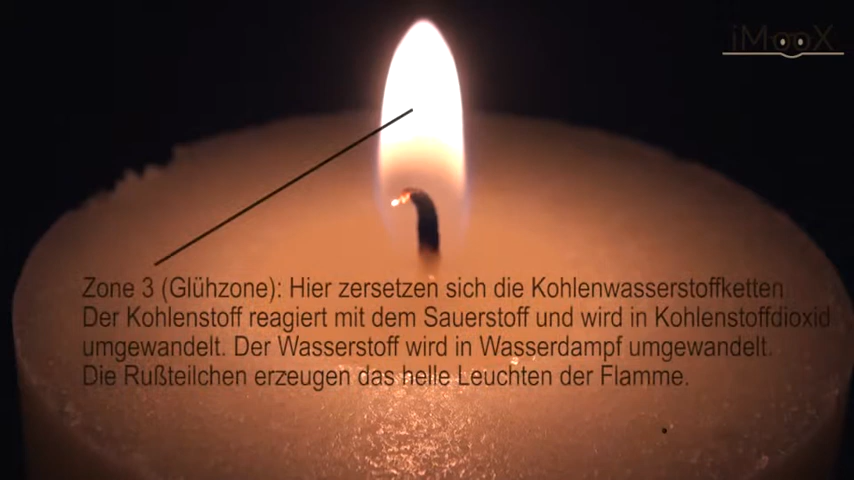 iMooX
Zone 3 (Glühzone): Hier zersetzen sich die Kohlenwasserstoffketten
Der Kohlenstoff reagiert mit dem Sauerstoff und wird in Kohlenstoffdioxid
umgewandelt. Der Wasserstoff wird in Wasserdampf umgewandelt.
Die Rußteilchen erzeugen das helle Leuchten der Flamme.